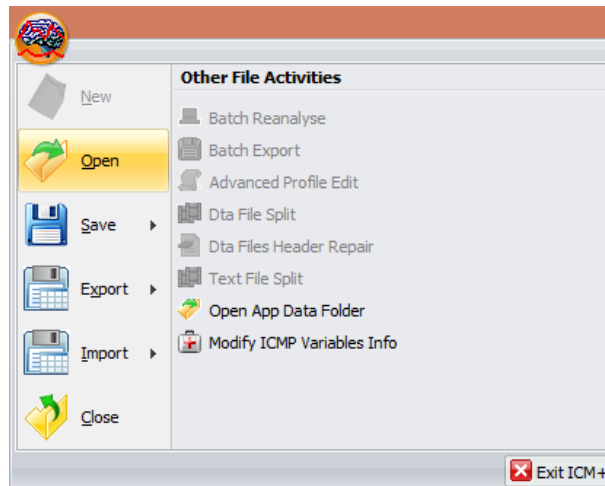 New
Open
Save
Export
Import
Close
Other File Activities
Batch Reanalyse
Batch Export
Advanced Profile Edit
Dta File Split
Dta Files Header Repair
Text File Split
Open App Data Folder
Modify ICMP Variables Info
Exit ICM+